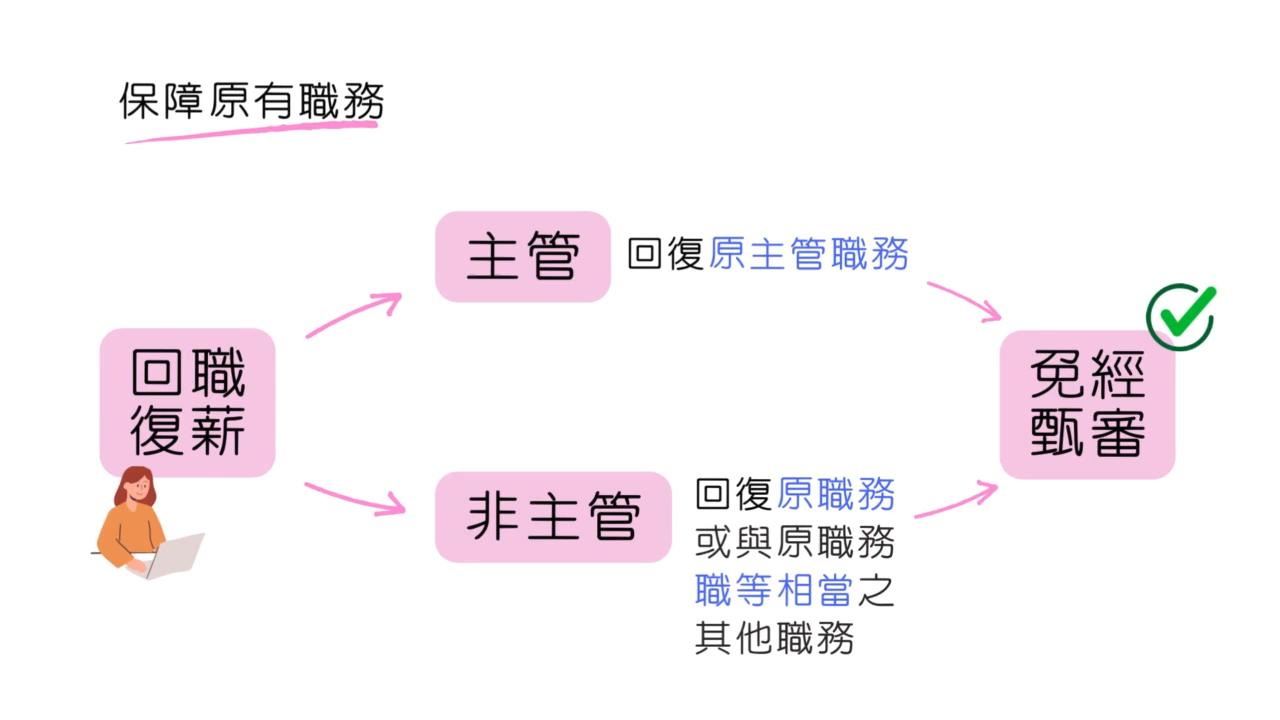 保障原有職務
主管
回復原主管職務
回職
復薪
免經
甄審
非主管
回復原職務
或與原職務
職等相當之
其他職務